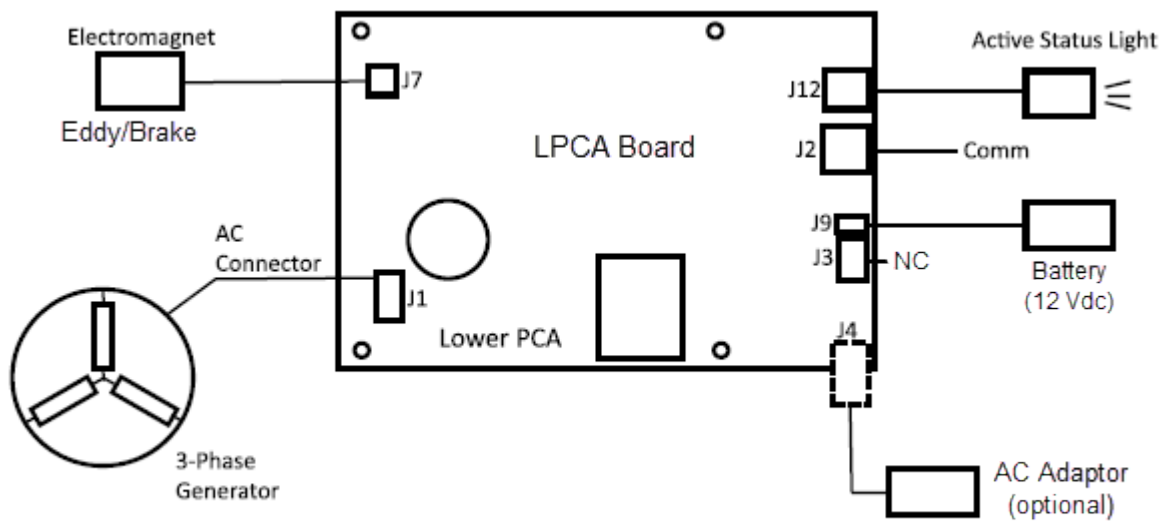 Electromagnet
Eddy/Brake
J7
LPCA Board
J12
Active Status Light
J2
Comm
J9
J3
NC
Battery
(12 Vdc)
AC
Connector
J1
Lower PCA
J4
3-Phase
Generator
AC Adaptor
(optional)